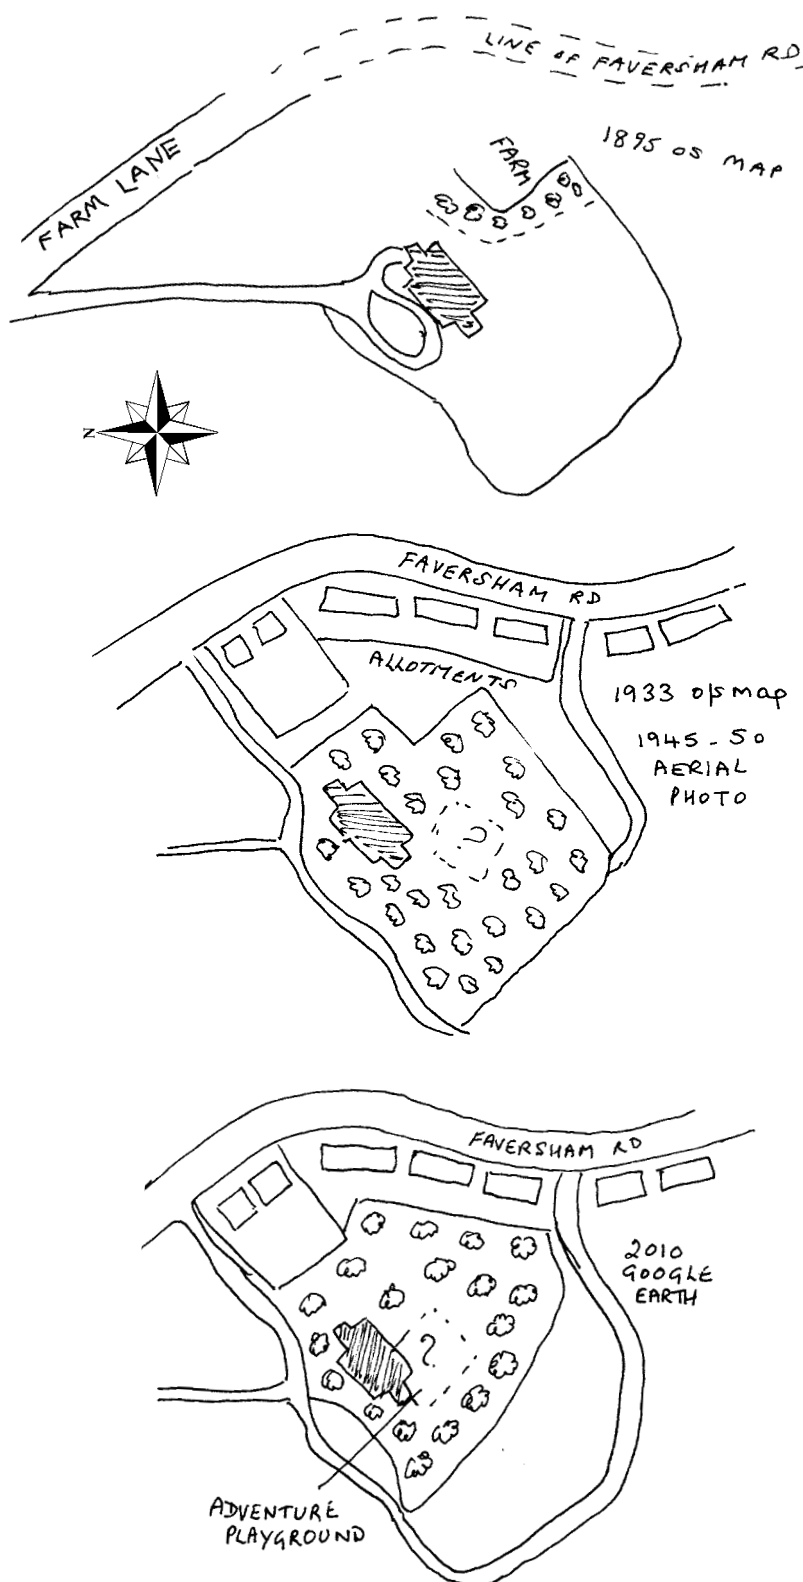 LINE OF FAVERSHAM RD
1895 OS MAP
FARM
FARM LANE
N
FAVERSHAM RD
ALLOTMENTS
1933 O/S MAP
1945-50
AERIAL
PHOTO
?
FAVERSHAM RD
2010
GOOGLE
EARTH
?
ADVENTURE
PLAYGROUND